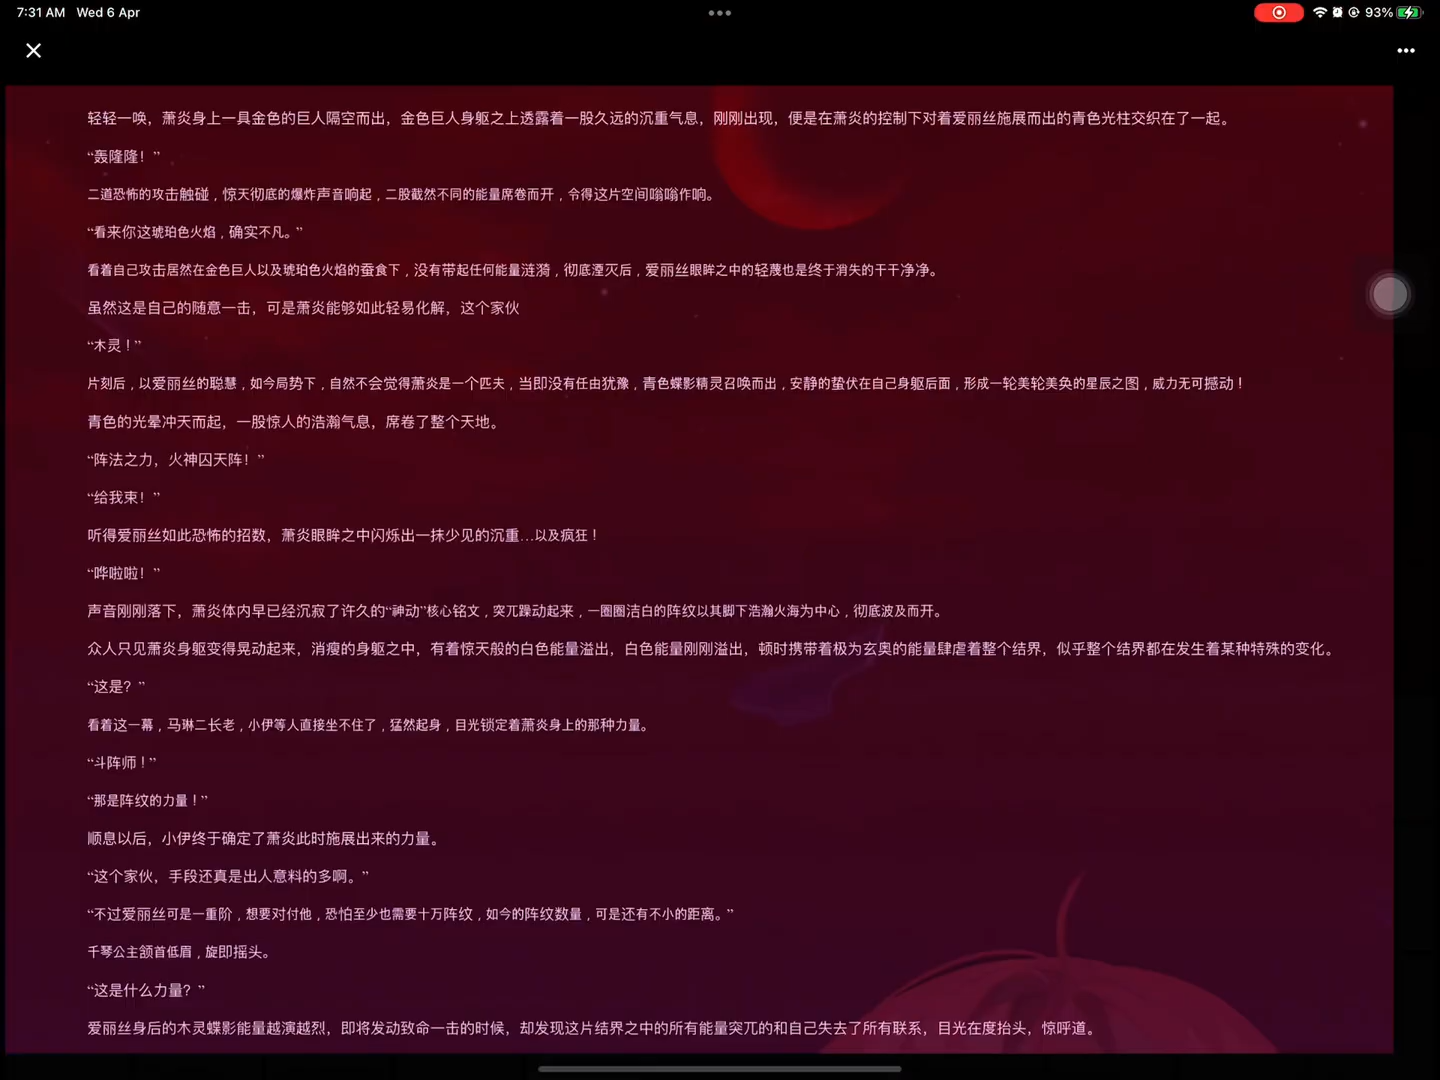 7:31 AM Wed 6 Apr
93%
轻轻一唤，萧炎身上一具金色的巨人隔空而出，金色巨人身躯之上透露着一股久远的沉重气息，刚刚出现，便是在萧炎的控制下对着爱丽丝施展而出的青色光柱交织在了一起。
“轰隆隆！”
二道恐怖的攻击触碰，惊天彻底的爆炸声音响起，二股截然不同的能量席卷而开，令得这片空间嗡嗡作响。
“看来你这琥珀色火焰，确实不凡。”
看着自己攻击居然在金色巨人以及琥珀色火焰的蚕食下，没有带起任何能量涟漪，彻底湮灭后，爱丽丝眼眸之中的轻蔑也是终于消失的干干净净。
虽然这是自己的随意一击，可是萧炎能够如此轻易化解，这个家伙
“木灵！”
片刻后，以爱丽丝的聪慧，如今局势下，自然不会觉得萧炎是一个匹夫，当即没有任由犹豫，青色蝶影精灵召唤而出，安静的蛰伏在自己身躯后面，形成一轮美轮美奂的星辰之图，威力无可撼动！
青色的光晕冲天而起，一股惊人的浩瀚气息，席卷了整个天地。
“阵法之力，火神囚天阵！”
“给我束！”
听得爱丽丝如此恐怖的招数，萧炎眼眸之中闪烁出一抹少见的沉重…以及疯狂！
“哗啦啦！”
声音刚刚落下，萧炎体内早已经沉寂了许久的“神动”核心铭文，突兀躁动起来，一圈圈洁白的阵纹以其脚下浩瀚火海为中心，彻底波及而开。
众人只见萧炎身躯变得晃动起来，消瘦的身躯之中，有着惊天般的白色能量溢出，白色能量刚刚溢出，顿时携带着极为玄奥的能量肆虐着整个结界，似乎整个结界都在发生着某种特殊的变化。
“这是？”
看着这一幕，马琳二长老，小伊等人直接坐不住了，猛然起身，目光锁定着萧炎身上的那种力量。
“斗阵师！”
“那是阵纹的力量！”
顺息以后，小伊终于确定了萧炎此时施展出来的力量。
“这个家伙，手段还真是出人意料的多啊。”
“不过爱丽丝可是一重阶，想要对付他，恐怕至少也需要十万阵纹，如今的阵纹数量，可是还有不小的距离。”
千琴公主颔首低眉，旋即摇头。
“这是什么力量？”
爱丽丝身后的木灵蝶影能量越演越烈，即将发动致命一击的时候，却发现这片结界之中的所有能量突兀的和自己失去了所有联系，目光在度抬头，惊呼道。